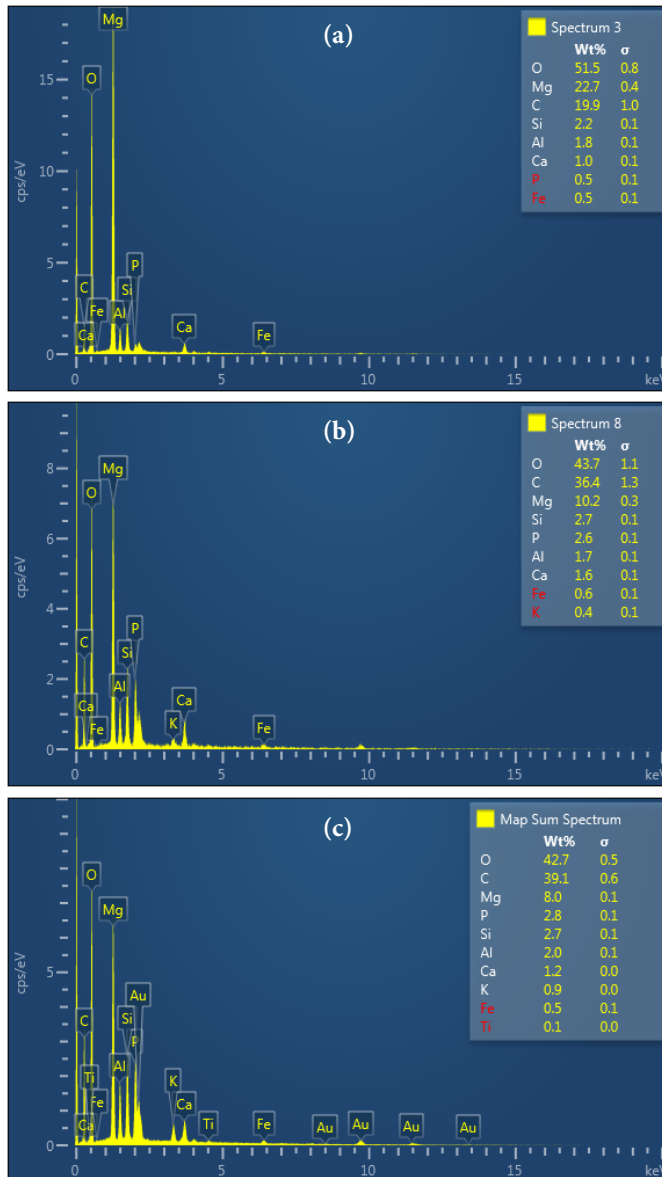 (a)
Spectrum 3
Wt% σ
O 51.5 0.8
Mg 22.7 0.4
C 19.9 1.0
Si 2.2 0.1
Al 1.8 0.1
Ca 1.0 0.1
P 0.5 0.1
Fe 0.5 0.1
Mg
O
C
Fe
Ca
Al
Si
P
Ca
Fe
cps/eV
15
10
5
0
0 5 10 15 keV
(b)
Spectrum 8
Wt% σ
O 43.7 1.1
C 36.4 1.3
Mg 10.2 0.3
Si 2.7 0.1
P 2.6 0.1
Al 1.7 0.1
Ca 1.6 0.1
Fe 0.6 0.1
K 0.4 0.1
Mg
O
C
Ca
Fe
Al
Si
P
K
Ca
Fe
cps/eV
8
6
4
2
0
0 5 10 15 keV
(c)
Map Sum Spectrum
Wt% σ
O 42.7 0.5
C 39.1 0.6
Mg 8.0 0.1
P 2.8 0.1
Si 2.7 0.1
Al 2.0 0.1
Ca 1.2 0.0
K 0.9 0.0
Fe 0.5 0.1
Ti 0.1 0.0
O
Mg
Au
C
Si
P
Ti
Al
Fe
Ca
K
Ca
Ti
Fe
Au
Au
Au
Au
cps/eV
5
0
0 5 10 15 keV